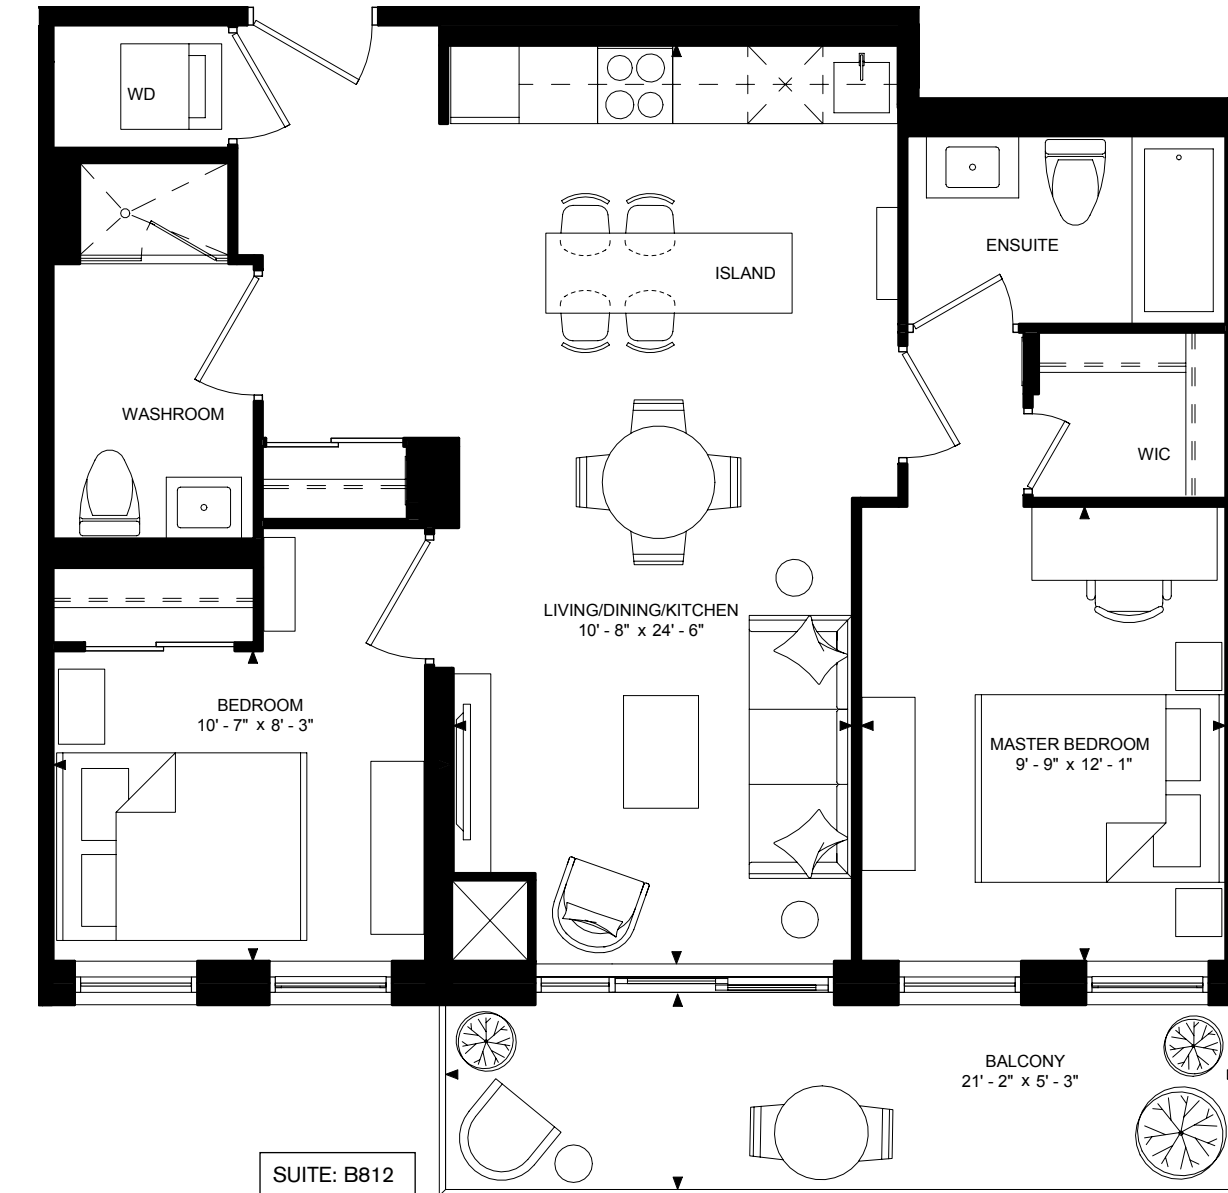 WD
ENSUITE
ISLAND
WASHROOM
WIC
LIVING/DINING/KITCHEN
10' - 8" x 24' - 6"
BEDROOM
10' - 7" x 8' - 3"
MASTER BEDROOM
9' - 9" x 12' - 1"
BALCONY
21' - 2" x 5' - 3"
SUITE: B812